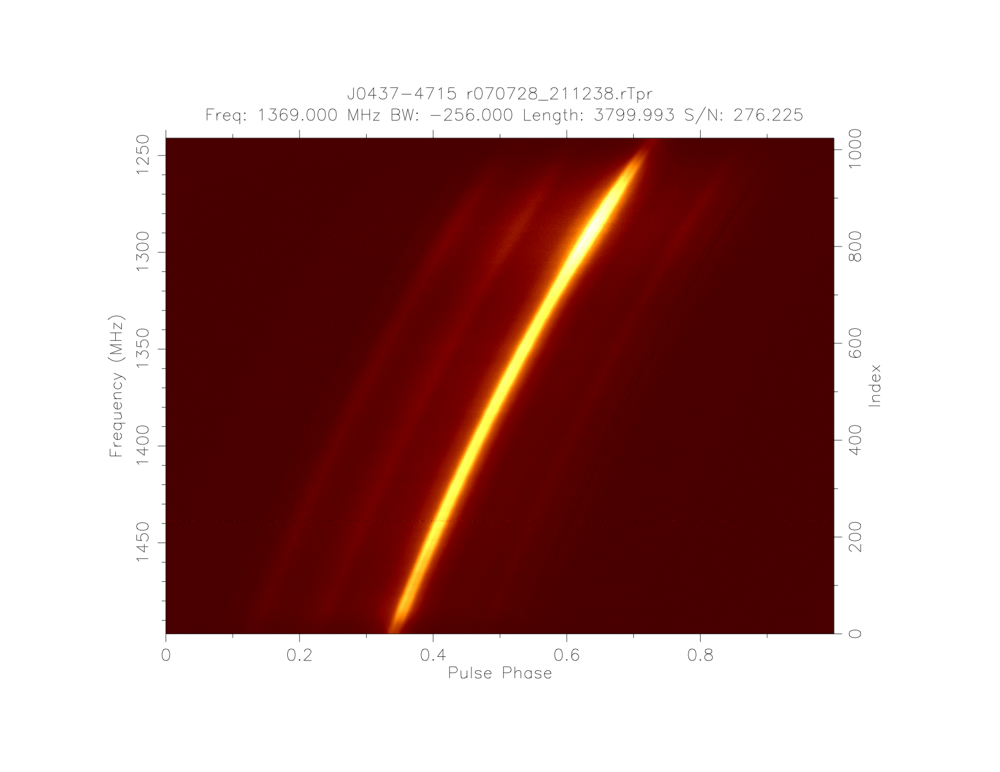 J0437-4715 r070728_211238.rTpr
Freq: 1369.000 MHz BW: -256.000 Length: 3799.993 S/N: 276.225
1250
1300
1350
1400
1450
Frequency (MHz)
1000
800
600
400
200
0
Index
0 0.2 0.4 0.6 0.8
Pulse Phase